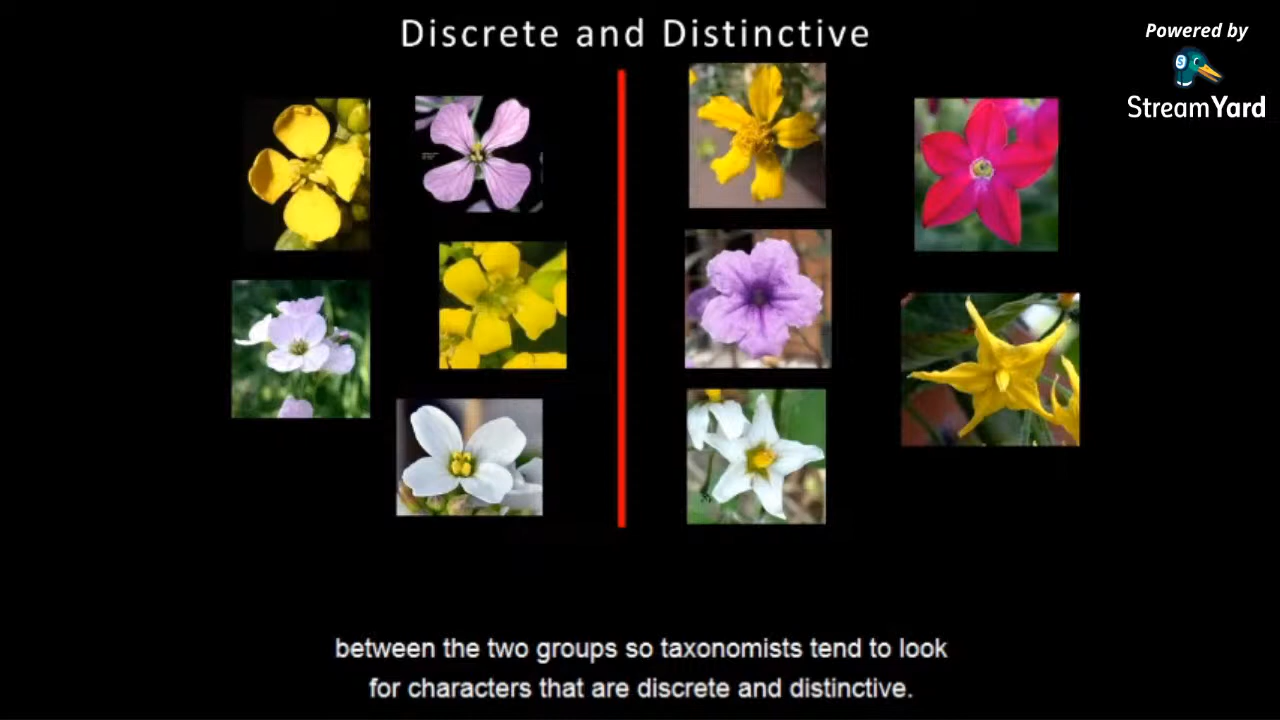 Discrete and Distinctive
Powered by
StreamYard
between the two groups so taxonomists tend to look
for characters that are discrete and distinctive.